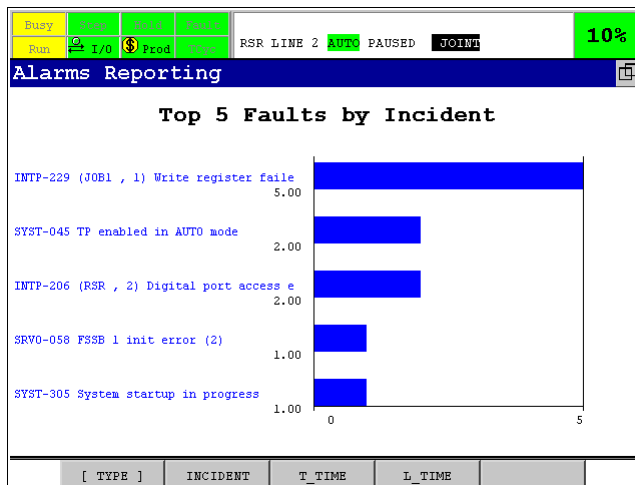 Busy Step Hold Fault
Run I/O Prod TCyc
RSR LINE 2 AUTO PAUSED JOINT
10%
Alarms Reporting
Top 5 Faults by Incident
INTP-229 (JOB1 , 1) Write register faile
5.00
SYST-045 TP enabled in AUTO mode
2.00
INTP-206 (RSR , 2) Digital port access e
2.00
SRVO-058 FSSB 1 init error (2)
1.00
SYST-305 System startup in progress
1.00
0 5
[ TYPE ] INCIDENT T_TIME L_TIME